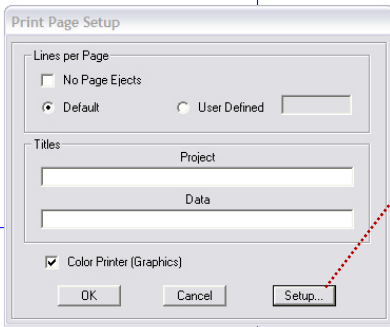 Print Page Setup
Lines per Page
No Page Ejects
Default User Defined
Titles
Project
Data
Color Printer (Graphics)
OK Cancel Setup...